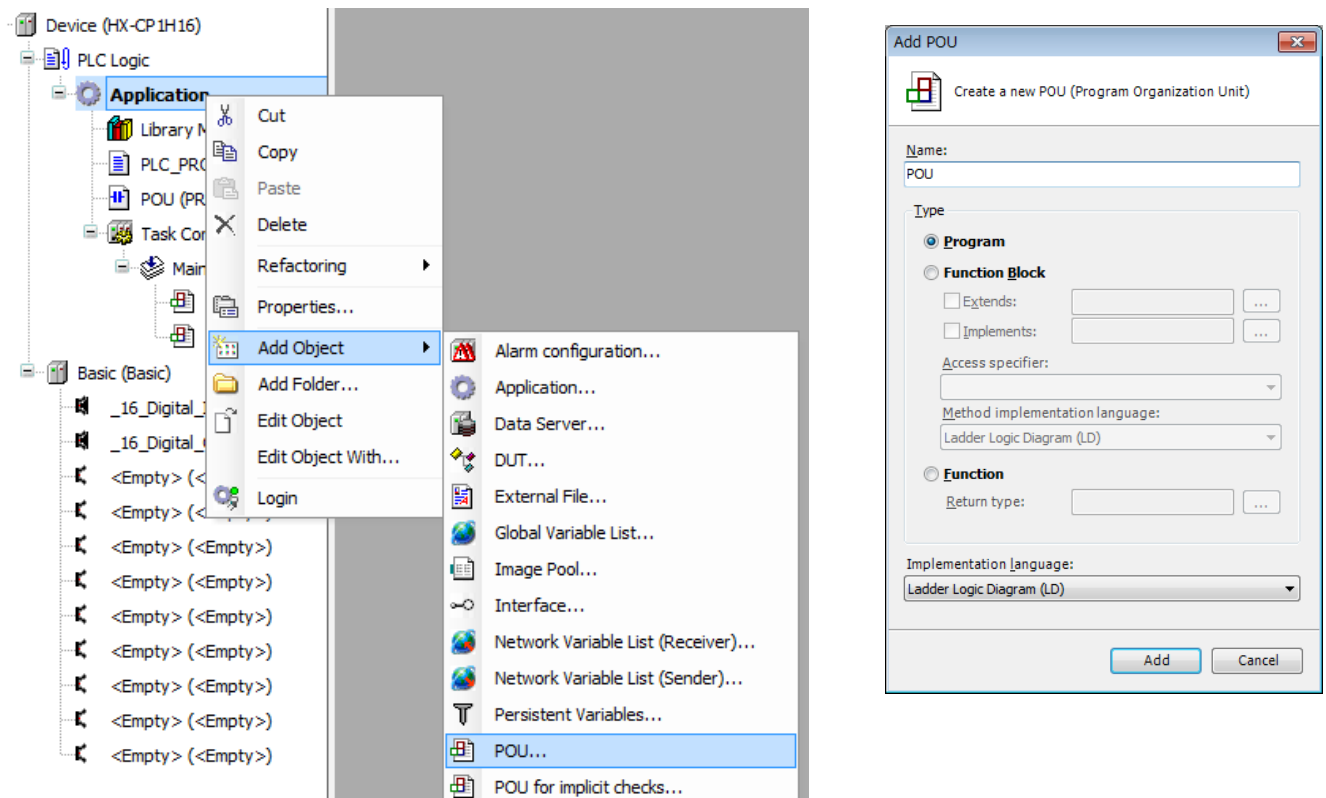 Device (HX-CP1H16)
PLC Logic
Application
Library M
PLC_PRO
POU (PR
Task Con
Main
Basic (Basic)
_16_Digital_
_16_Digital_
<Empty> (<
<Empty> (<
<Empty> (<Empty>)
<Empty> (<Empty>)
<Empty> (<Empty>)
<Empty> (<Empty>)
<Empty> (<Empty>)
<Empty> (<Empty>)
<Empty> (<Empty>)
Cut
Copy
Paste
Delete
Refactoring
Properties...
Add Object
Add Folder...
Edit Object
Edit Object With...
Login
Alarm configuration...
Application...
Data Server...
DUT...
External File...
Global Variable List...
Image Pool...
Interface...
Network Variable List (Receiver)...
Network Variable List (Sender)...
Persistent Variables...
POU...
POU for implicit checks...
Add POU
Create a new POU (Program Organization Unit)
Name:
POU
Type
Program
Function Block
Extends:
...
Implements:
...
Access specifier:
Method implementation language:
Ladder Logic Diagram (LD)
Function
Return type:
...
Implementation language:
Ladder Logic Diagram (LD)
Add
Cancel